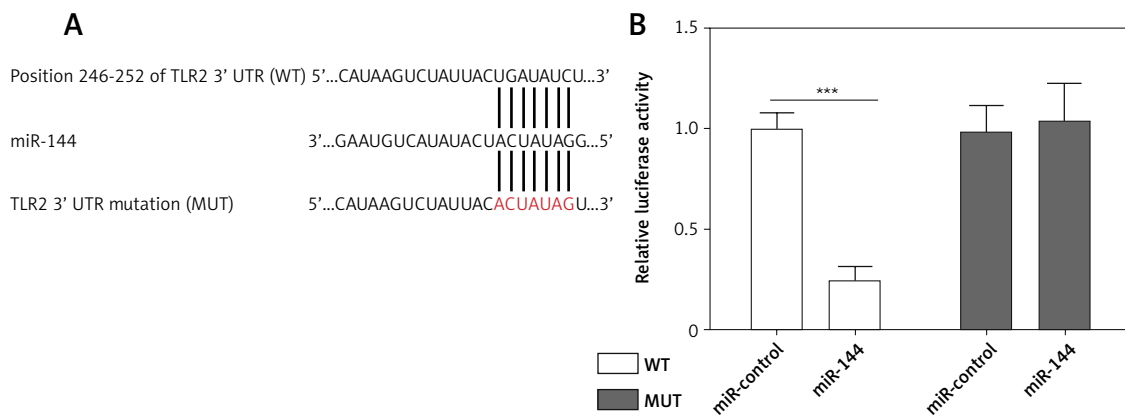 A
Position 246-252 of TLR2 3’ UTR (WT) 5’...CAUAAGUCUAUUACUGAUAUCU...3’
miR-144 3’...GAAUGUCAUAUACUACUAUAGG...5’
TLR2 3’ UTR mutation (MUT) 5’...CAUAAGUCUAUUACACUAUAGU...3’
B
Relative luciferase activity
1.5
1.0
0.5
0
***
miR-control
miR-144
miR-control
miR-144
WT
MUT